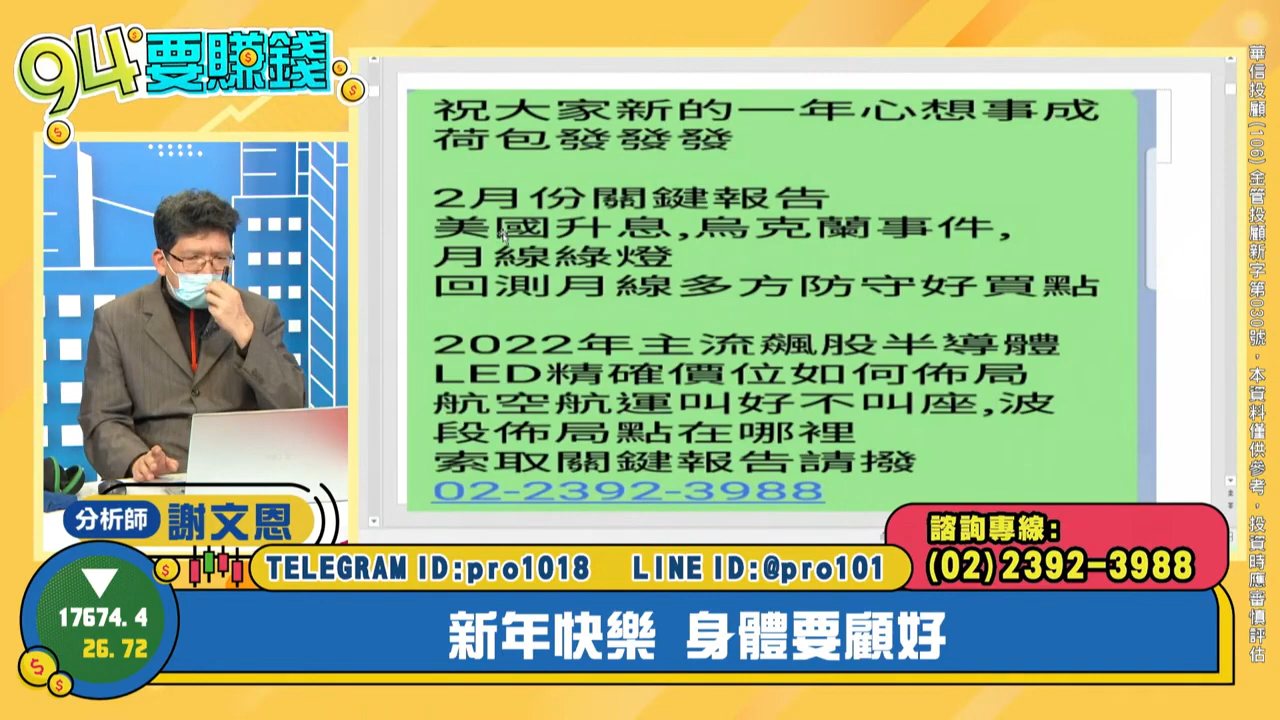 94要賺錢
祝大家新的一年心想事成
荷包發發發
2月份關鍵報告
美國升息,烏克蘭事件,
月線綠燈
回測月線多方防守好買點
2022年主流飆股半導體
LED精確價位如何佈局
航空航運叫好不叫座,波
段佈局點在哪裡
索取關鍵報告請撥
02-2392-3988
分析師 謝文恩
諮詢專線:
(02)2392-3988
TELEGRAM ID:pro1018 LINE ID:@pro101
17674.4
26.72
新年快樂 身體要顧好
華信投顧(106)金管投顧新字第030號,本資料僅供參考,投資時應審慎評估